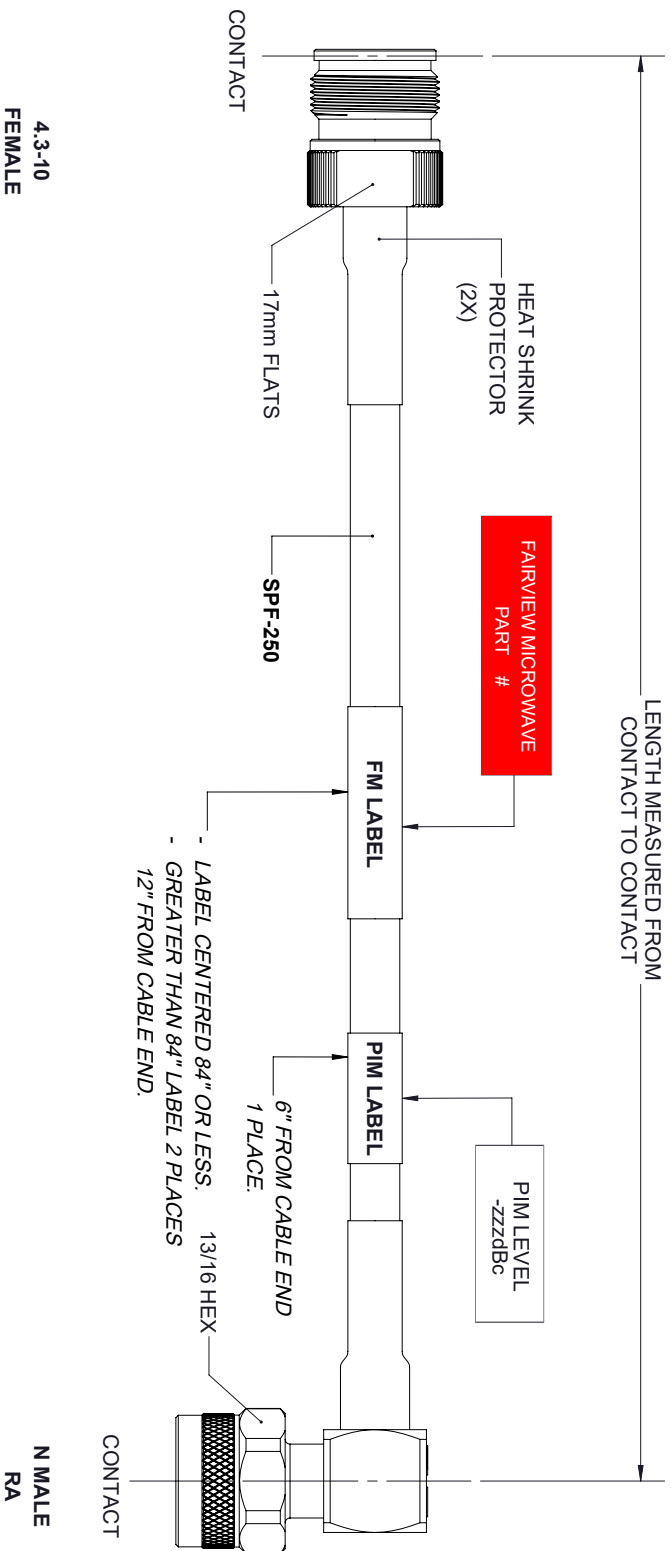 LENGTH MEASURED FROM
CONTACT TO CONTACT
FAIRVIEW MICROWAVE
PART #
PIM LEVEL
-zzzdBc
HEAT SHRINK
PROTECTOR
(2X)
FM LABEL
PIM LABEL
17mm FLATS
SPF-250
6" FROM CABLE END
1 PLACE.
- LABEL CENTERED 84" OR LESS.
- GREATER THAN 84" LABEL 2 PLACES
12" FROM CABLE END.
13/16 HEX
CONTACT
CONTACT
4.3-10
FEMALE
N MALE
RA